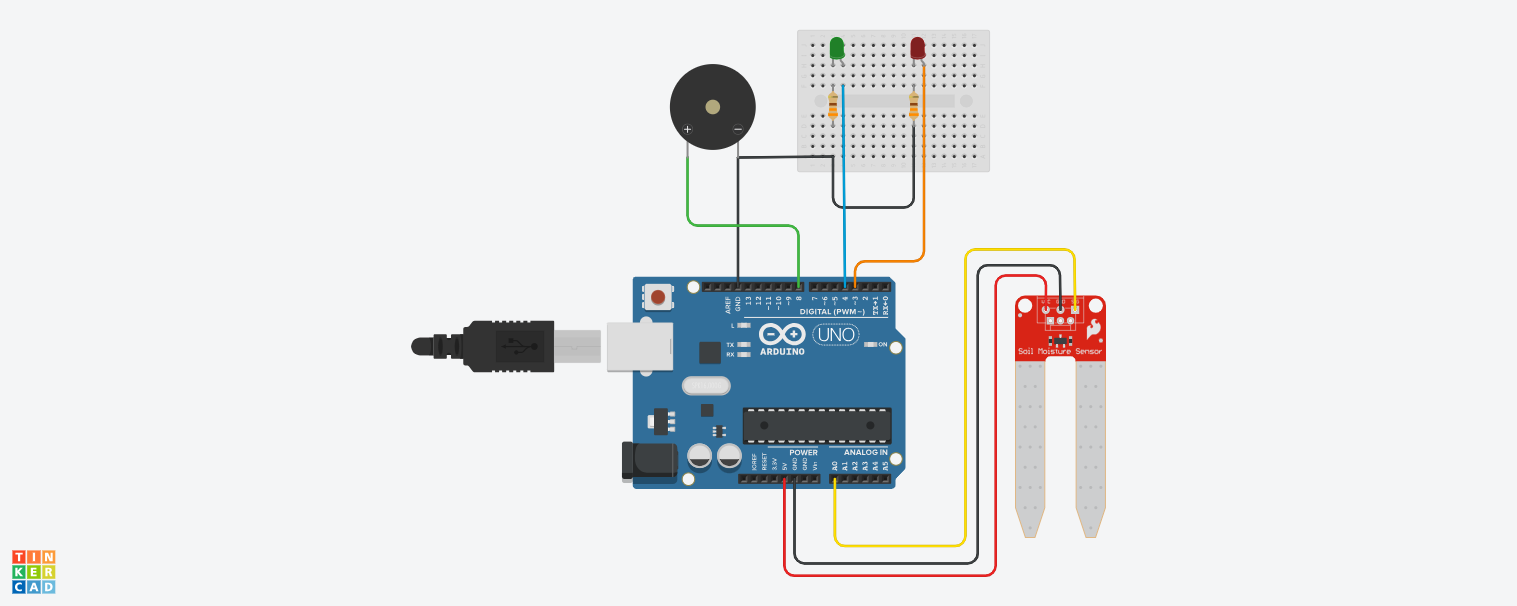 + −
AREF
GND
13
12
~11
~10
~9
8
7
~6
~5
4
~3
2
TX→1
RX←0
DIGITAL (PWM~)
L
TX
RX
ARDUINO
UNO
ON
Soil Moisture Sensor
POWER
ANALOG IN
IOREF
RESET
3.3V
5V
GND
GND
Vin
A0
A1
A2
A3
A4
A5
TIN
KER
CAD